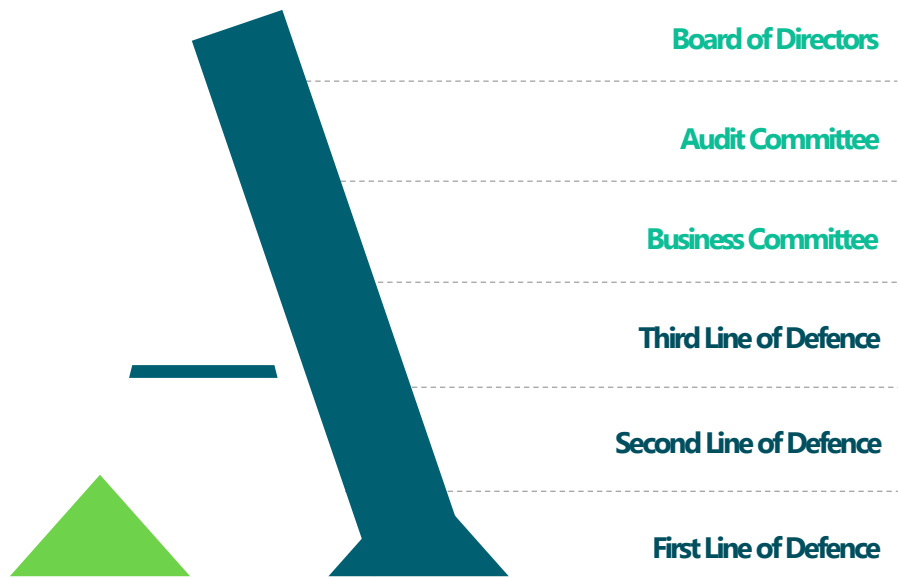 Board of Directors
Audit Committee
Business Committee
Third Line of Defence
Second Line of Defence
First Line of Defence